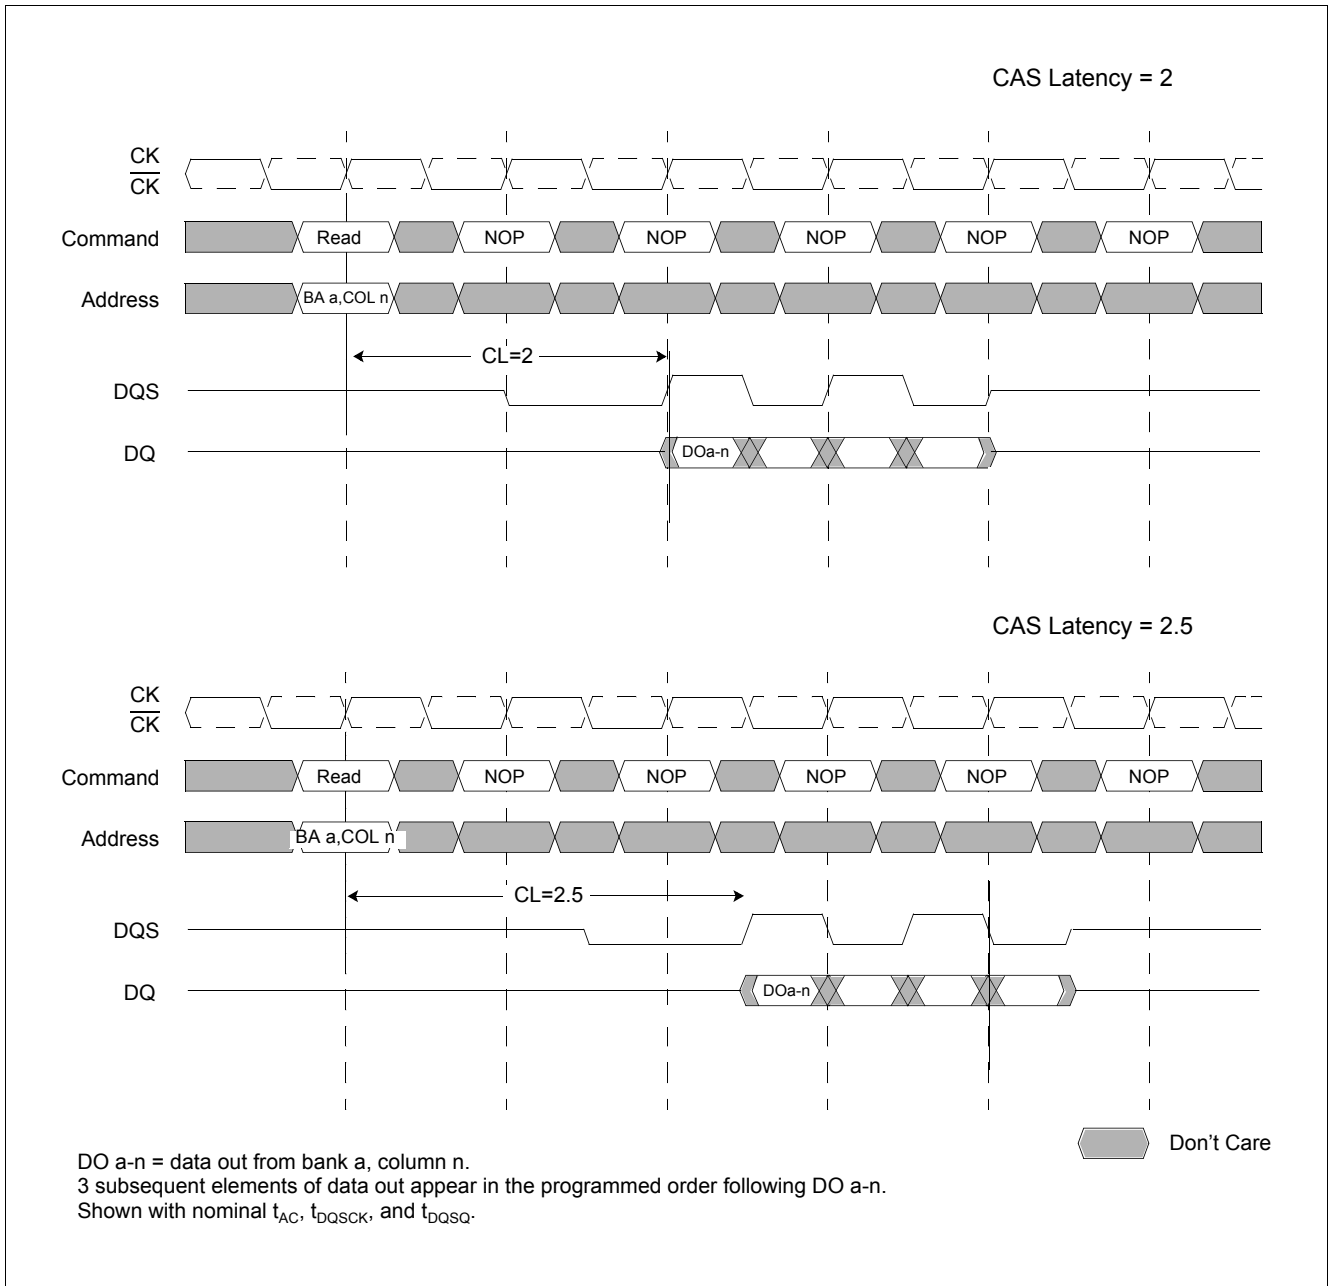 CAS Latency = 2
CK
CK
Command Read NOP NOP NOP NOP NOP
Address BA a,COL n
CL=2
DQS
DQ DOa-n
CAS Latency = 2.5
CK
CK
Command Read NOP NOP NOP NOP NOP
Address BA a,COL n
CL=2.5
DQS
DQ DOa-n
Don't Care
DO a-n = data out from bank a, column n.
3 subsequent elements of data out appear in the programmed order following DO a-n.
Shown with nominal tAC, tDQSCK, and tDQSQ.